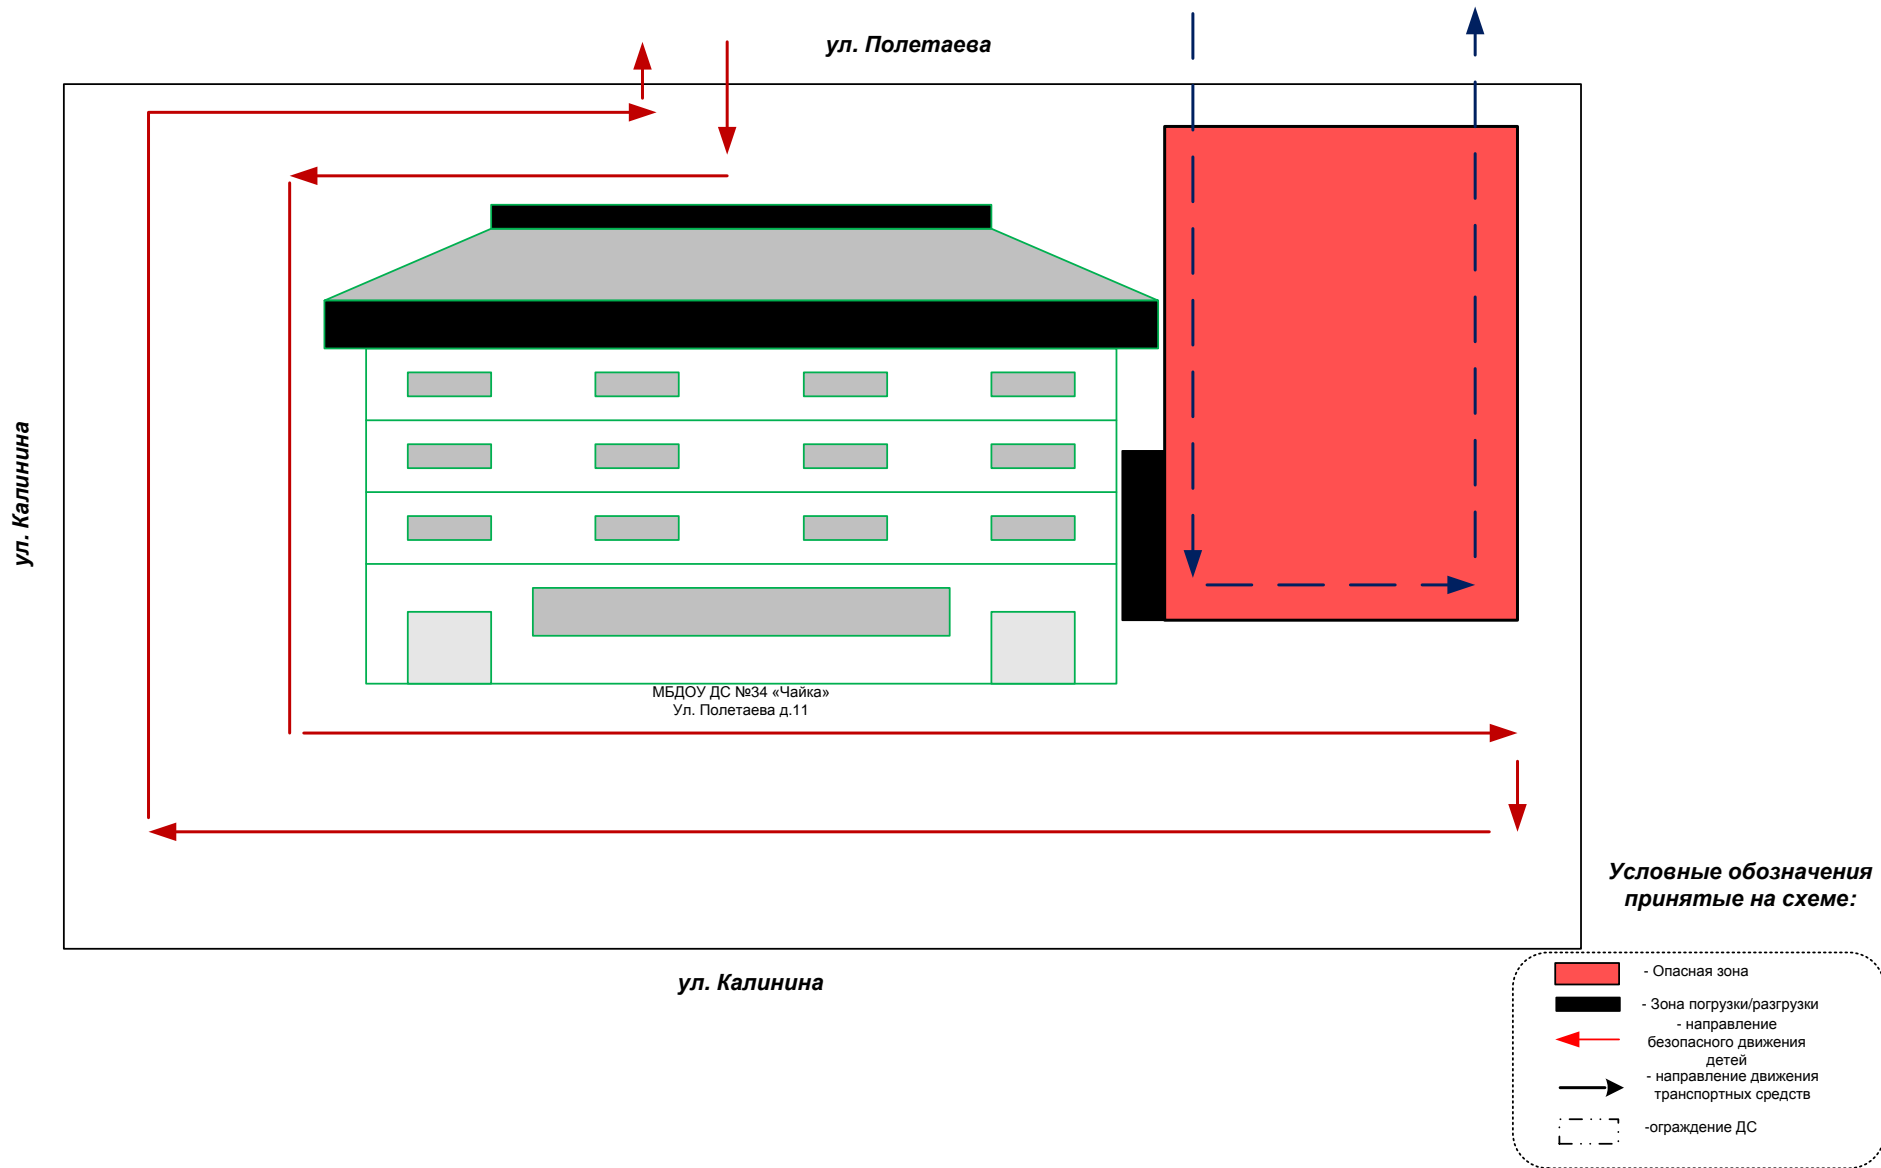 ул. Полетаева
ул. Калинина
МБДОУ ДС №34 «Чайка»
Ул. Полетаева д.11
ул. Калинина
Условные обозначения
принятые на схеме:
- Опасная зона
- Зона погрузки/разгрузки
- направление
безопасного движения
детей
- направление движения
транспортных средств
-ограждение ДС